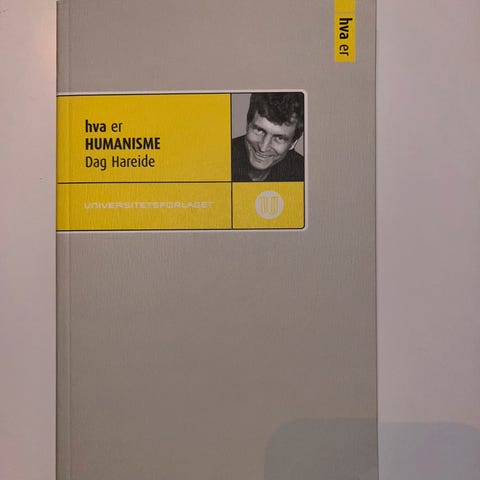 hva er
hva er
HUMANISME
Dag Hareide
UNIVERSITETSFORLAGET